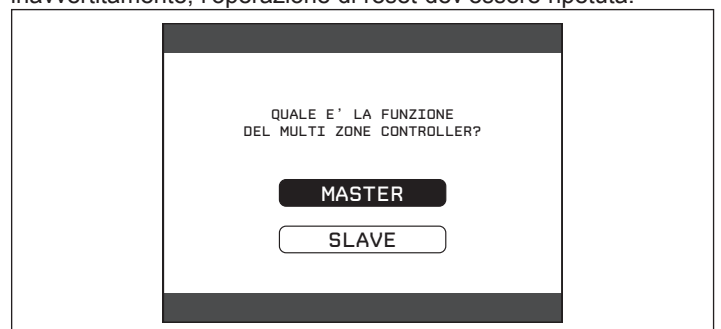 inavvertitamente, l'operazione di reset dev'essere ripetuta.
QUALE E' LA FUNZIONE
DEL MULTI ZONE CONTROLLER?
MASTER
SLAVE